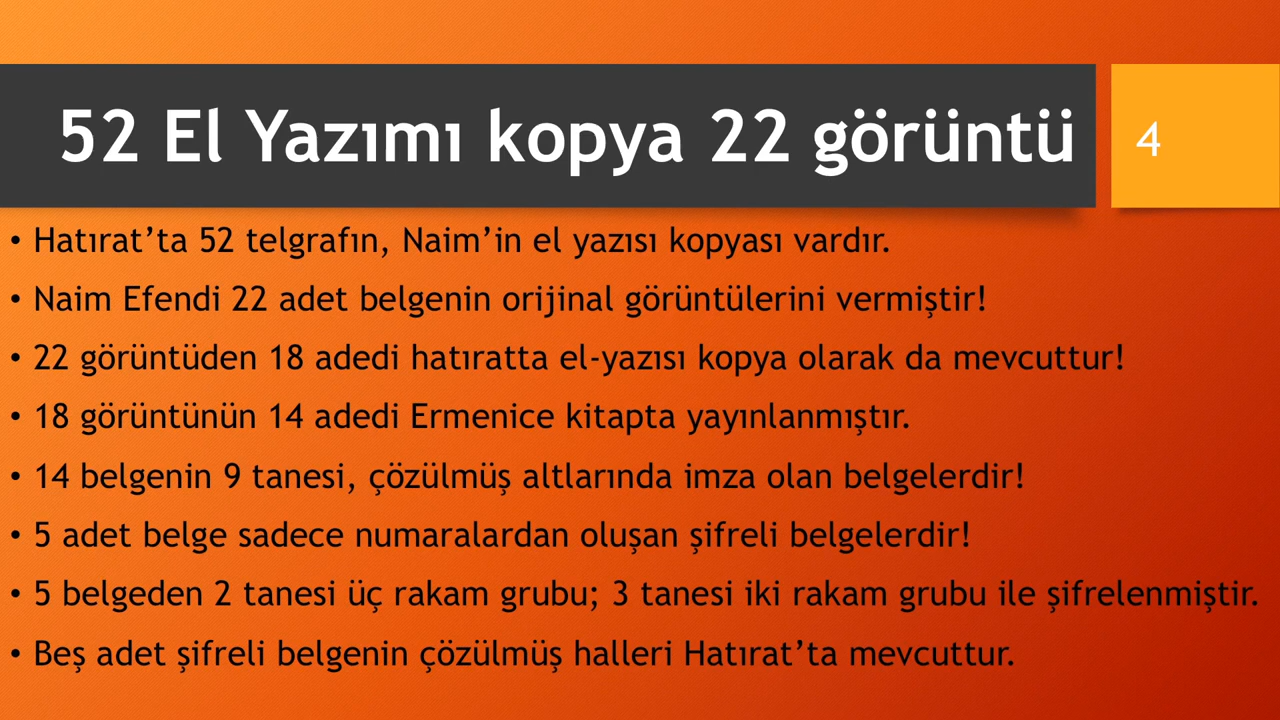 52 El Yazımı kopya 22 görüntü
4
• Hatırat’ta 52 telgrafın, Naim’in el yazısı kopyası vardır.
• Naim Efendi 22 adet belgenin orijinal görüntülerini vermiştir!
• 22 görüntüden 18 adedi hatıratta el-yazısı kopya olarak da mevcuttur!
• 18 görüntünün 14 adedi Ermenice kitapta yayınlanmıştır.
• 14 belgenin 9 tanesi, çözülmüş altlarında imza olan belgelerdir!
• 5 adet belge sadece numaralardan oluşan şifreli belgelerdir!
• 5 belgeden 2 tanesi üç rakam grubu; 3 tanesi iki rakam grubu ile şifrelenmiştir.
• Beş adet şifreli belgenin çözülmüş halleri Hatırat’ta mevcuttur.